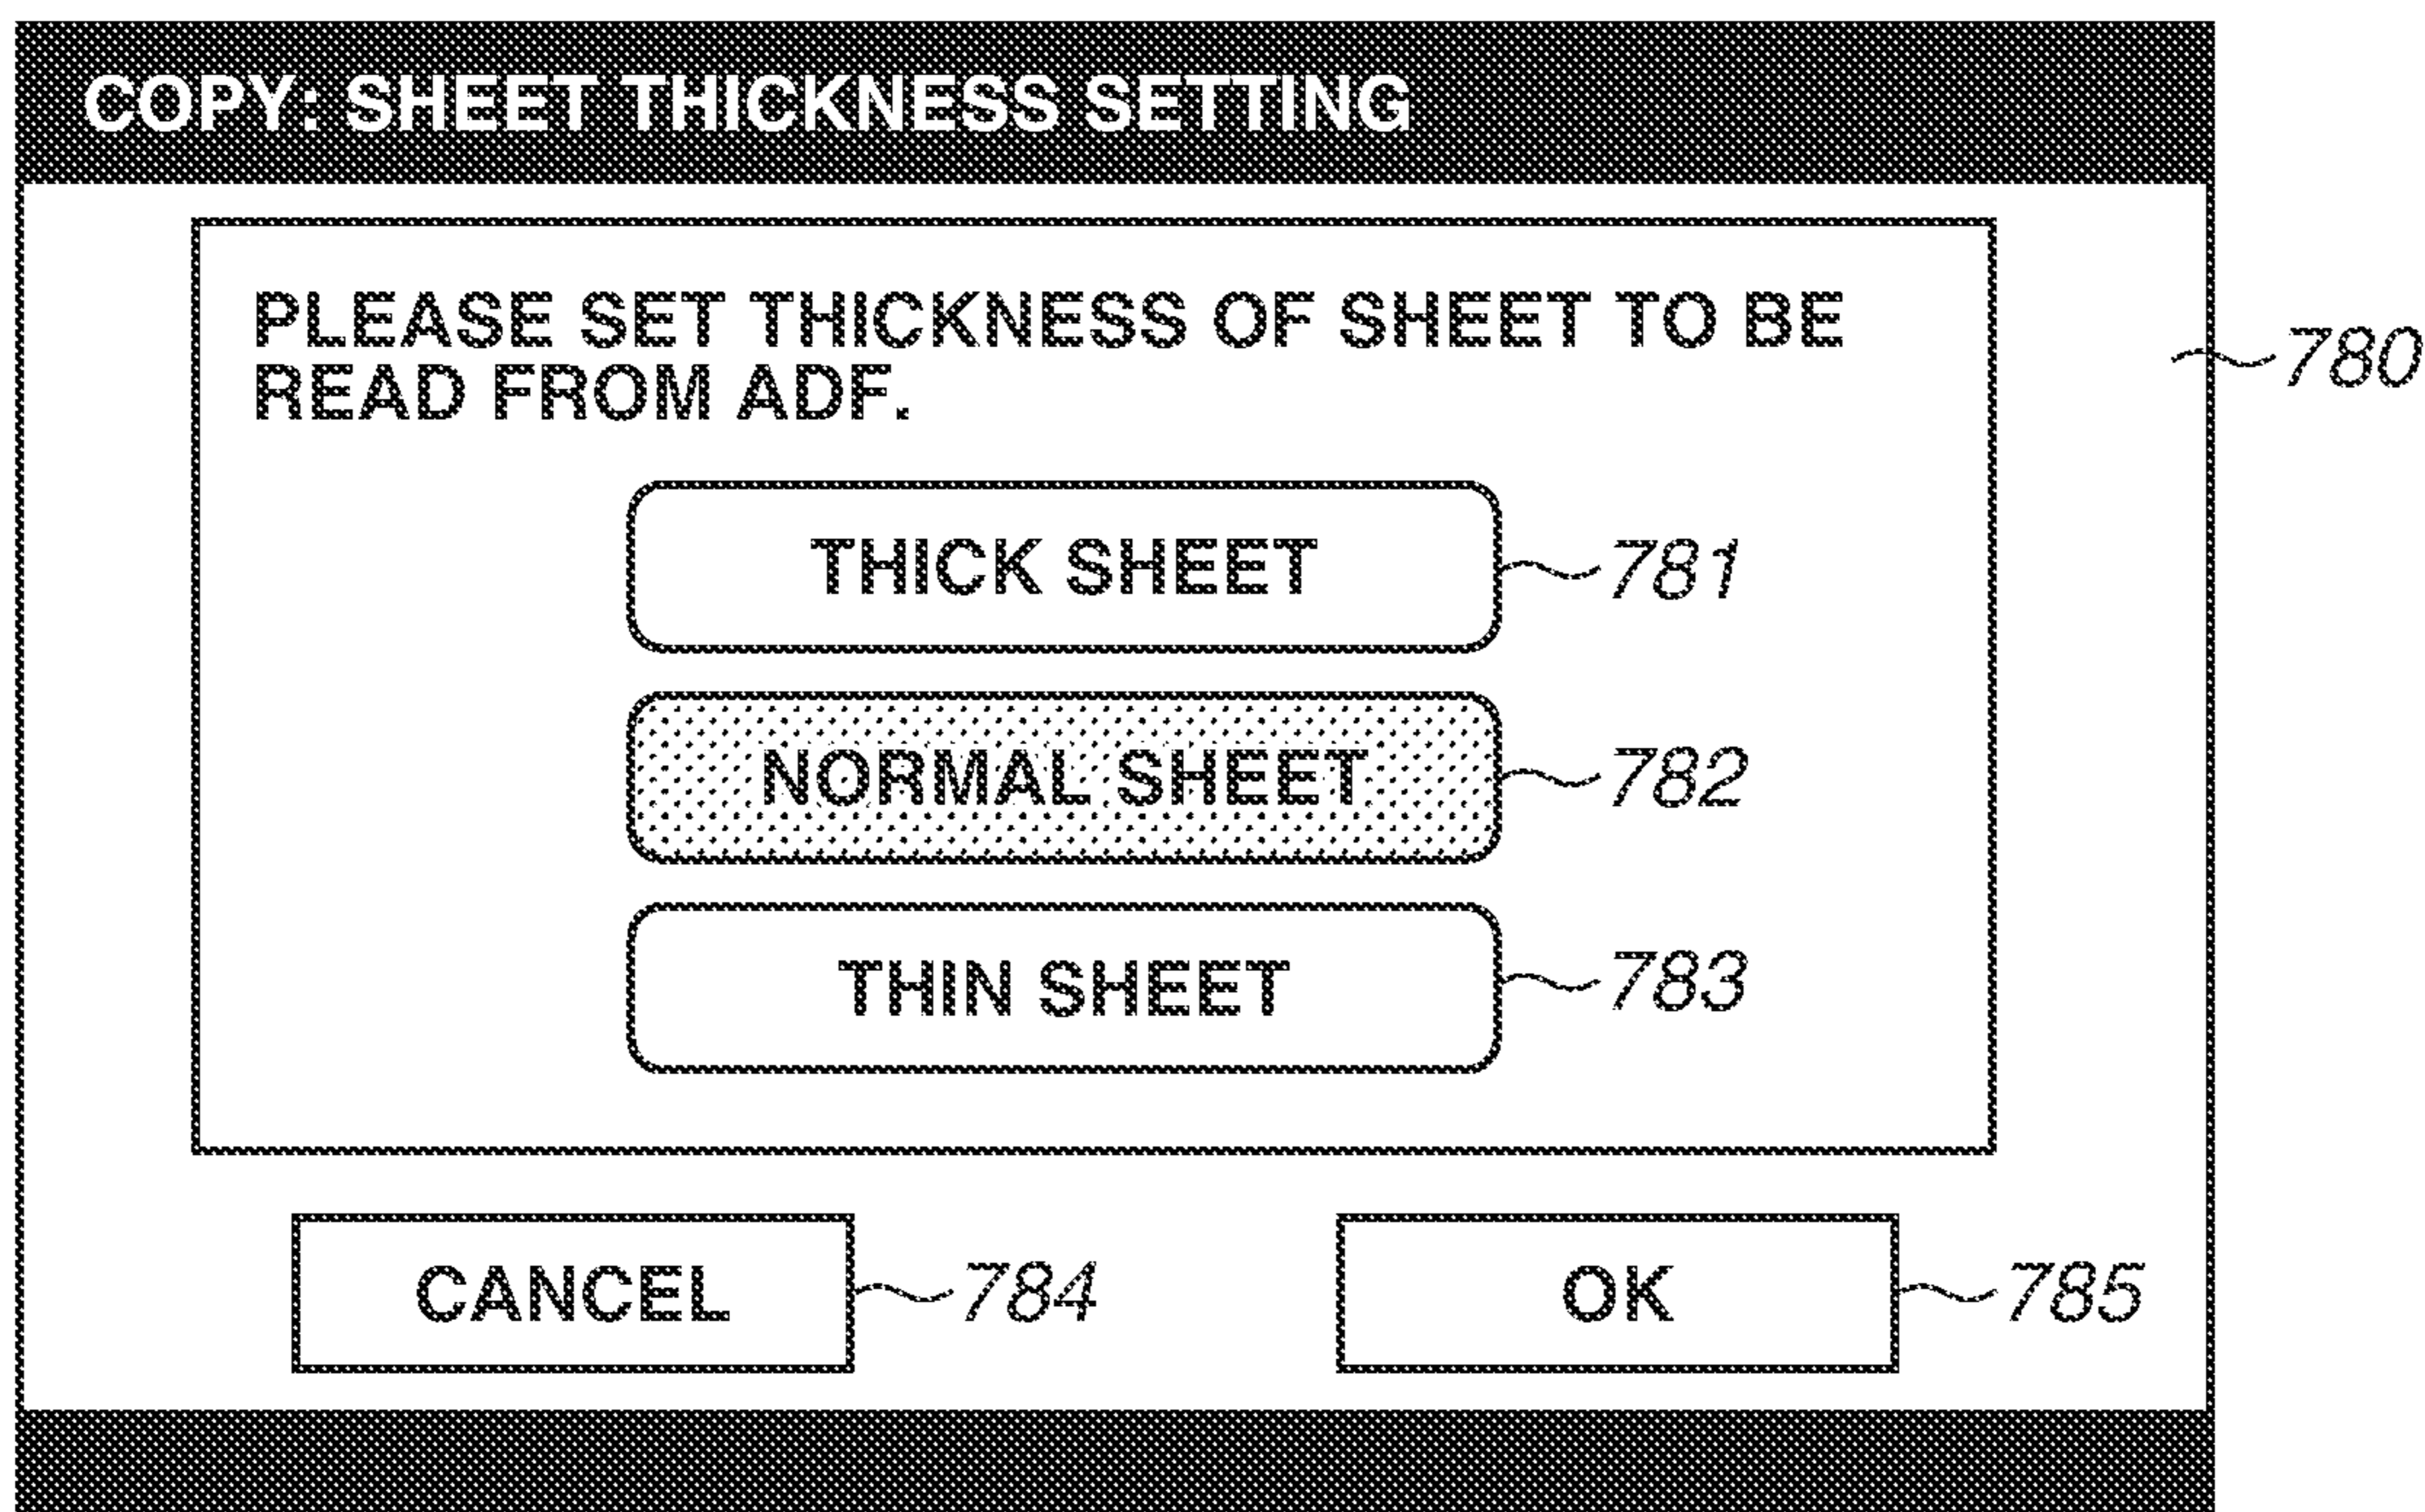 COPY: SHEET THICKNESS SETTING
PLEASE SET THICKNESS OF SHEET TO BE
READ FROM ADF.
780
THICK SHEET 781
NORMAL SHEET 782
THIN SHEET 783
CANCEL 784 OK 785